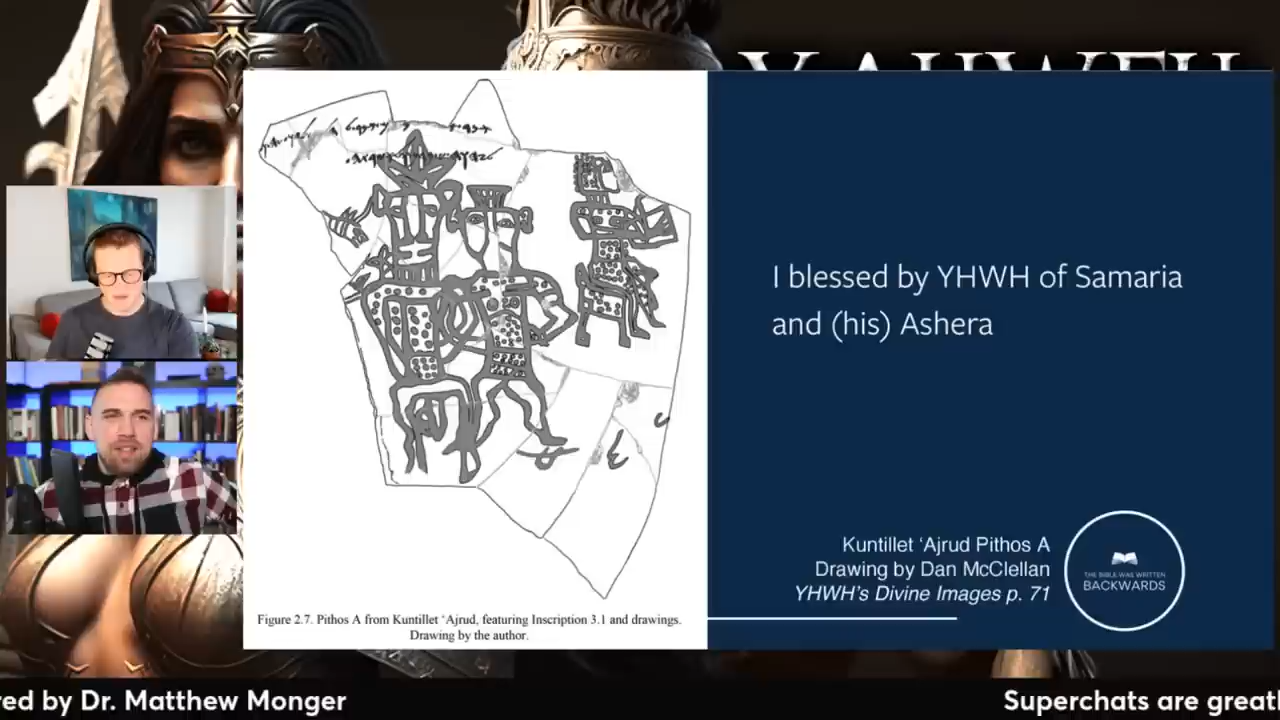 YAHWEH
I blessed by YHWH of Samaria
and (his) Ashera
Kuntillet ‘Ajrud Pithos A
Drawing by Dan McClellan
YHWH's Divine Images p. 71
THE BIBLE WAS WRITTEN
BACKWARDS
Figure 2.7. Pithos A from Kuntillet ‘Ajrud, featuring Inscription 3.1 and drawings.
Drawing by the author.
red by Dr. Matthew Monger
Superchats are greatl